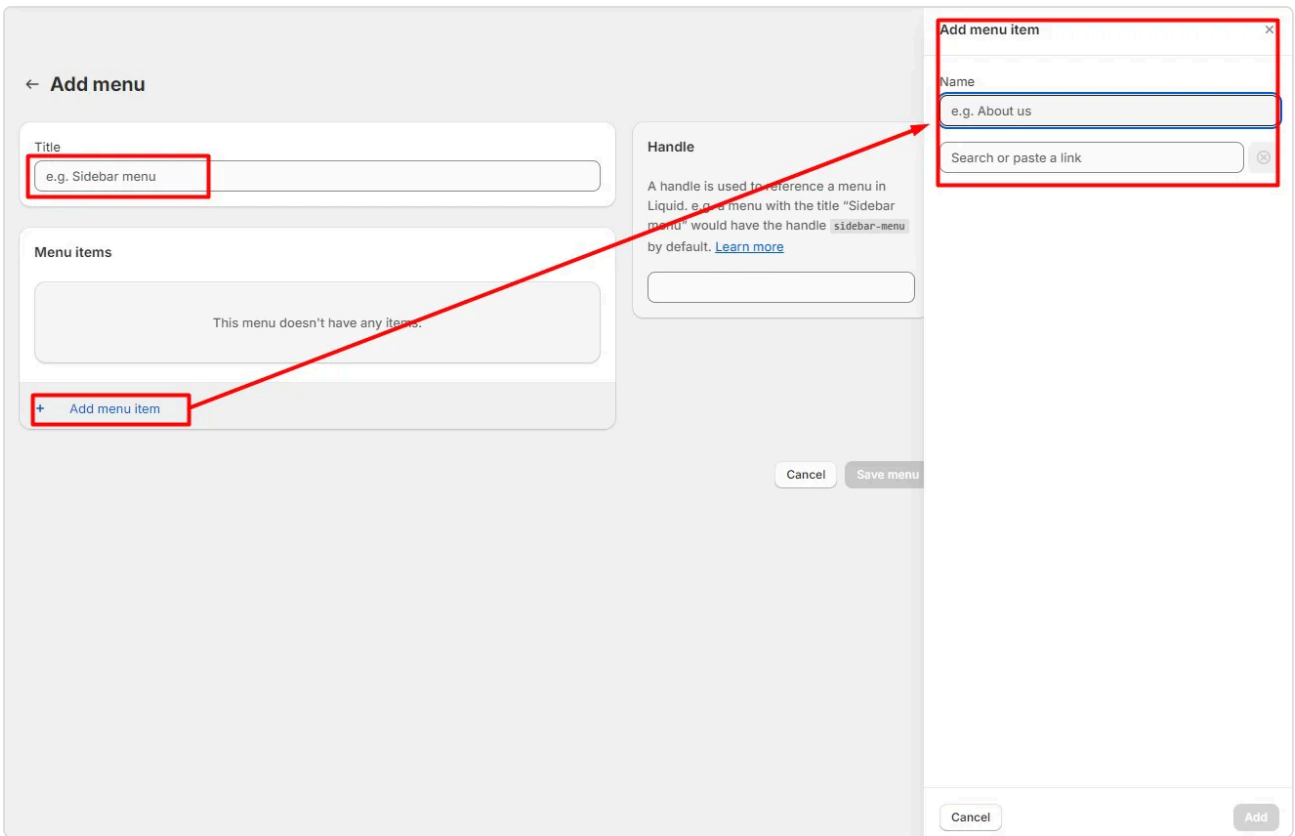 ← Add menu
Title
e.g. Sidebar menu
Menu items
This menu doesn't have any items.
+ Add menu item
Handle
A handle is used to reference a menu in
Liquid. e.g. a menu with the title “Sidebar
menu” would have the handle sidebar-menu
by default. Learn more
Cancel
Save menu
Add menu item
Name
e.g. About us
Search or paste a link
Cancel
Add